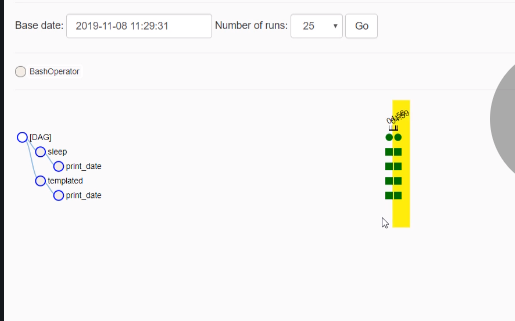 Base date: 2019-11-08 11:29:31 Number of runs: 25 Go
BashOperator
[DAG]
sleep
print_date
templated
print_date